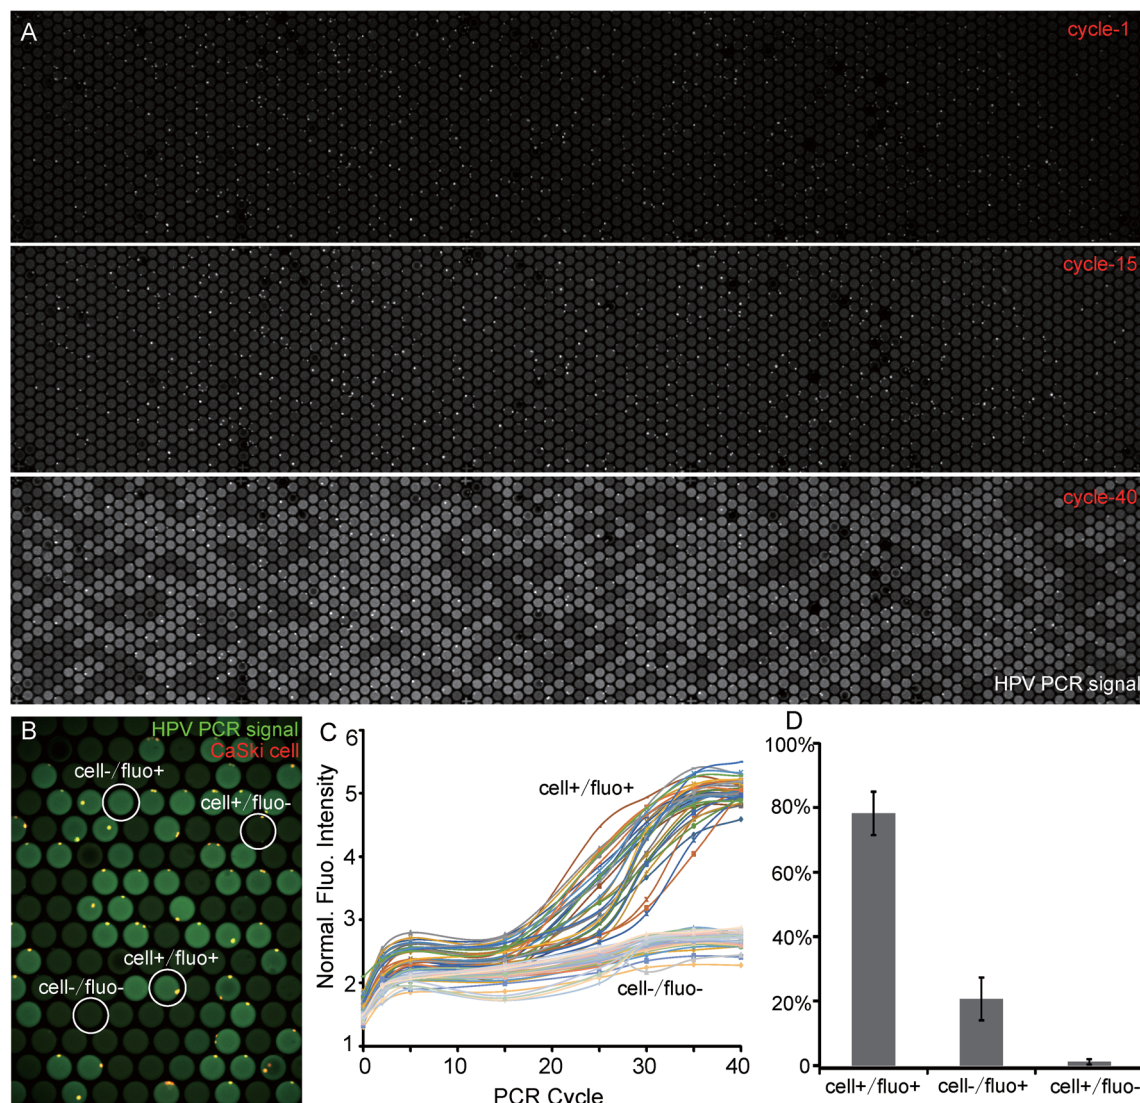 A
cycle-1
cycle-15
cycle-40
HPV PCR signal
B
HPV PCR signal
CaSki cell
cell-/fluo+
cell+/fluo-
cell+/fluo+
cell-/fluo-
C
6
5
4
3
2
1
Normal. Fluo. Intensity
cell+/fluo+
cell-/fluo-
0
10
20
30
40
PCR Cycle
D
100%
80%
60%
40%
20%
0
cell+/fluo+
cell-/fluo+
cell+/fluo-